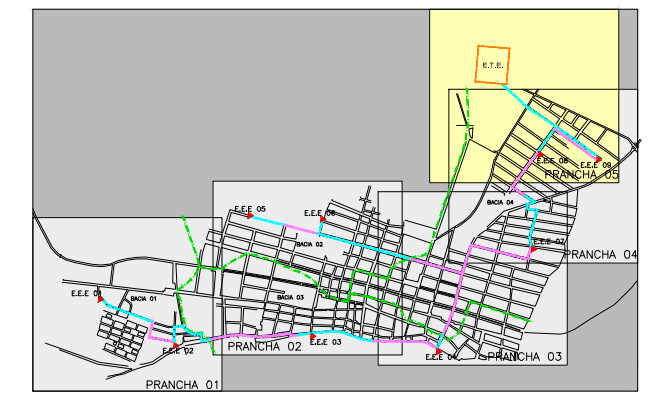 E.T.E.
E.E.E 08
E.E.E 09
PRANCHA 05
BACIA 04
E.E.E 05
E.E.E 06
BACIA 02
E.E.E 07
PRANCHA 04
E.E.E 01
BACIA 01
BACIA 03
E.E.E 02
PRANCHA 02
E.E.E 03
PRANCHA 03
PRANCHA 01